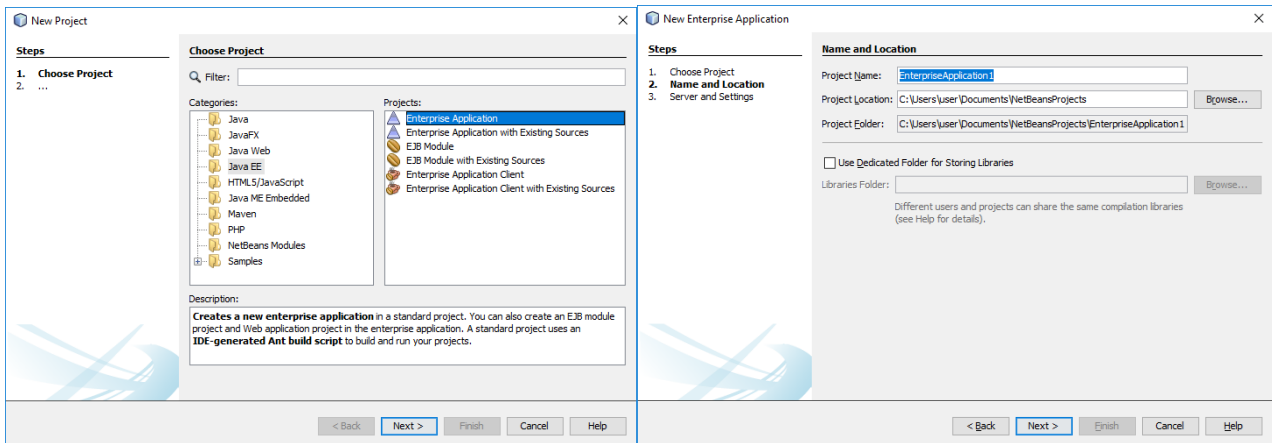 New Project
Steps
1. Choose Project
2. ...
Choose Project
Filter:
Categories:
Java
JavaFX
Java Web
Java EE
HTML5/JavaScript
Java ME Embedded
Maven
PHP
NetBeans Modules
Samples
Projects:
Enterprise Application
Enterprise Application with Existing Sources
EJB Module
EJB Module with Existing Sources
Enterprise Application Client
Enterprise Application Client with Existing Sources
Description:
Creates a new enterprise application in a standard project. You can also create an EJB module
project and Web application project in the enterprise application. A standard project uses an
IDE-generated Ant build script to build and run your projects.
< Back Next > Finish Cancel Help
New Enterprise Application
Steps
1. Choose Project
2. Name and Location
3. Server and Settings
Name and Location
Project Name: EnterpriseApplication1
Project Location: C:\Users\user\Documents\NetBeansProjects Browse...
Project Folder: C:\Users\user\Documents\NetBeansProjects\EnterpriseApplication1
Use Dedicated Folder for Storing Libraries
Libraries Folder: Browse...
Different users and projects can share the same compilation libraries
(see Help for details).
< Back Next > Finish Cancel Help